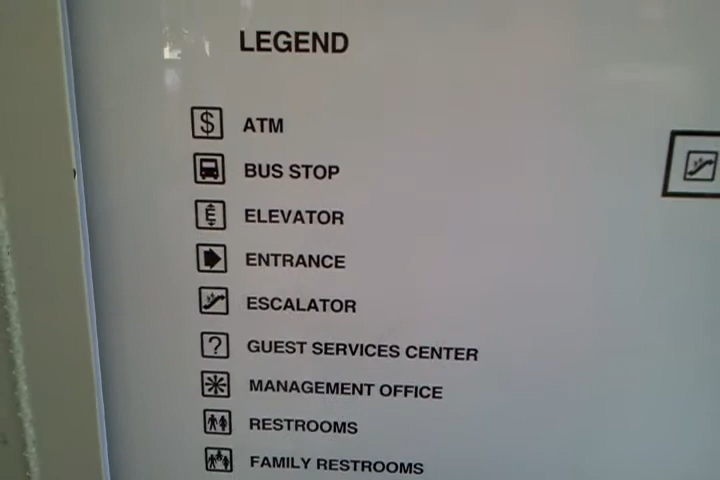 LEGEND
$ ATM
BUS STOP
E ELEVATOR
ENTRANCE
ESCALATOR
? GUEST SERVICES CENTER
MANAGEMENT OFFICE
RESTROOMS
FAMILY RESTROOMS